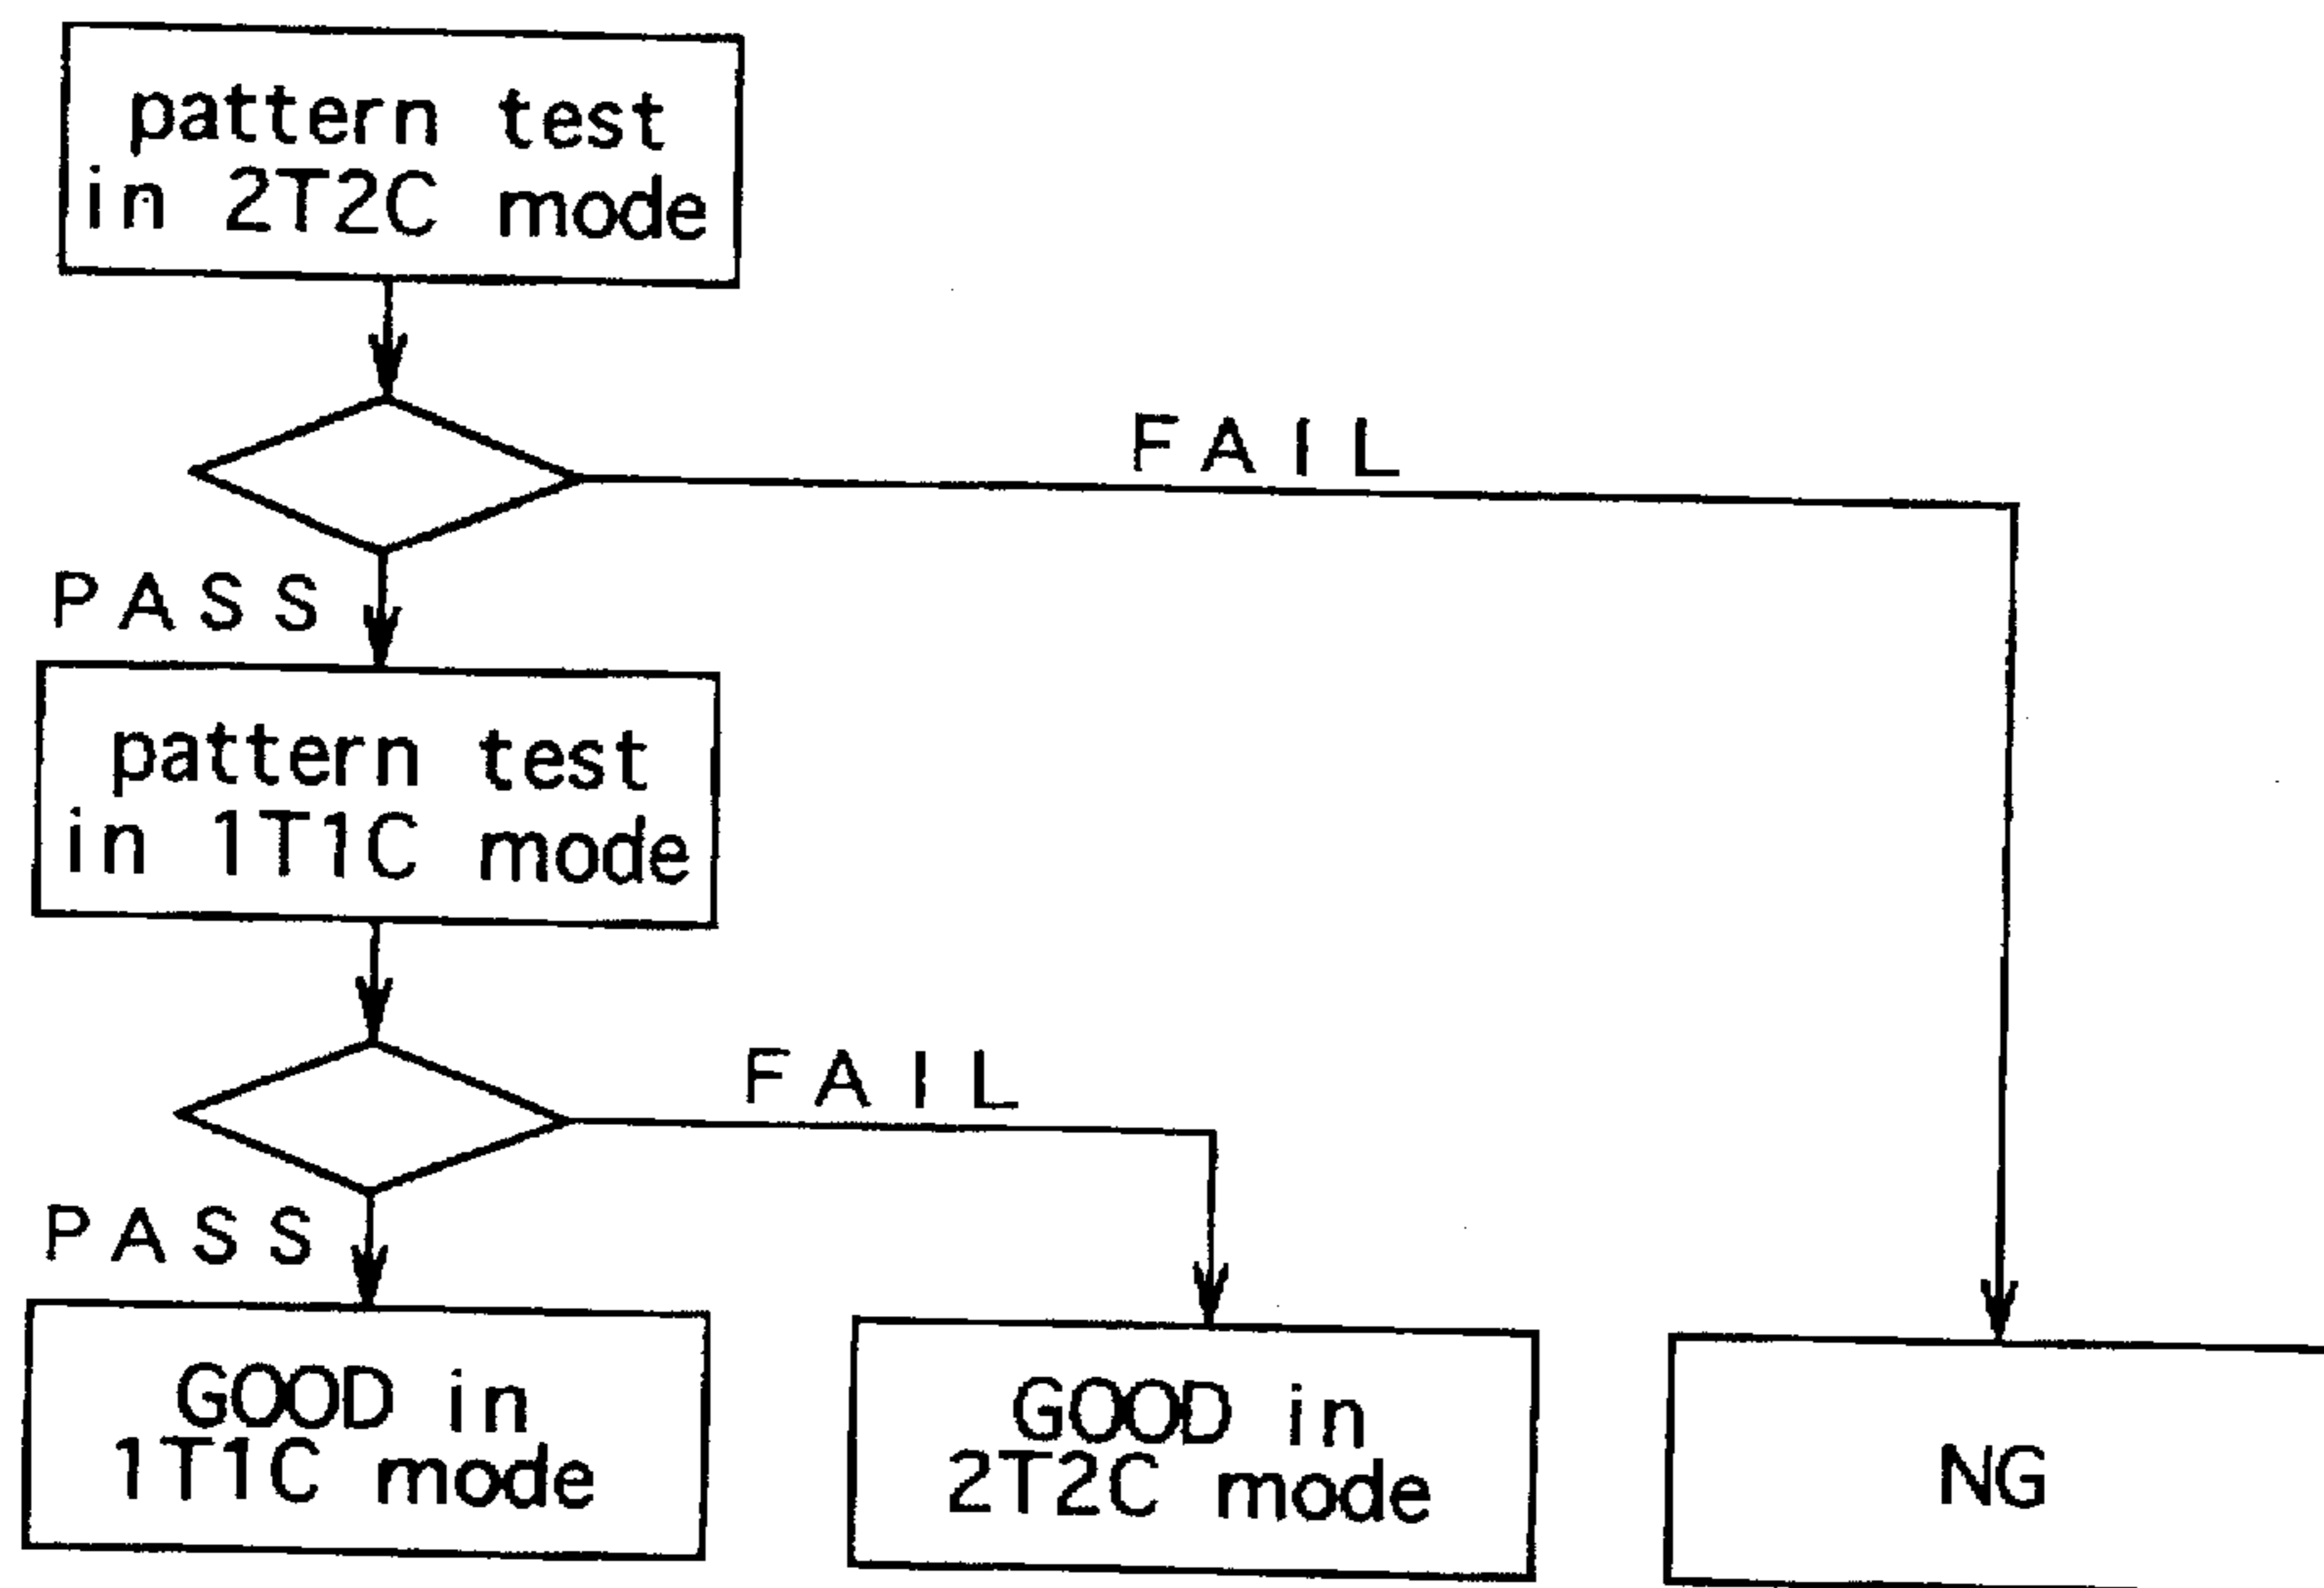 pattern test
in 2T2C mode
FAIL
PASS
pattern test
in 1T1C mode
FAIL
PASS
GOOD in
1T1C mode
GOOD in
2T2C mode
NG